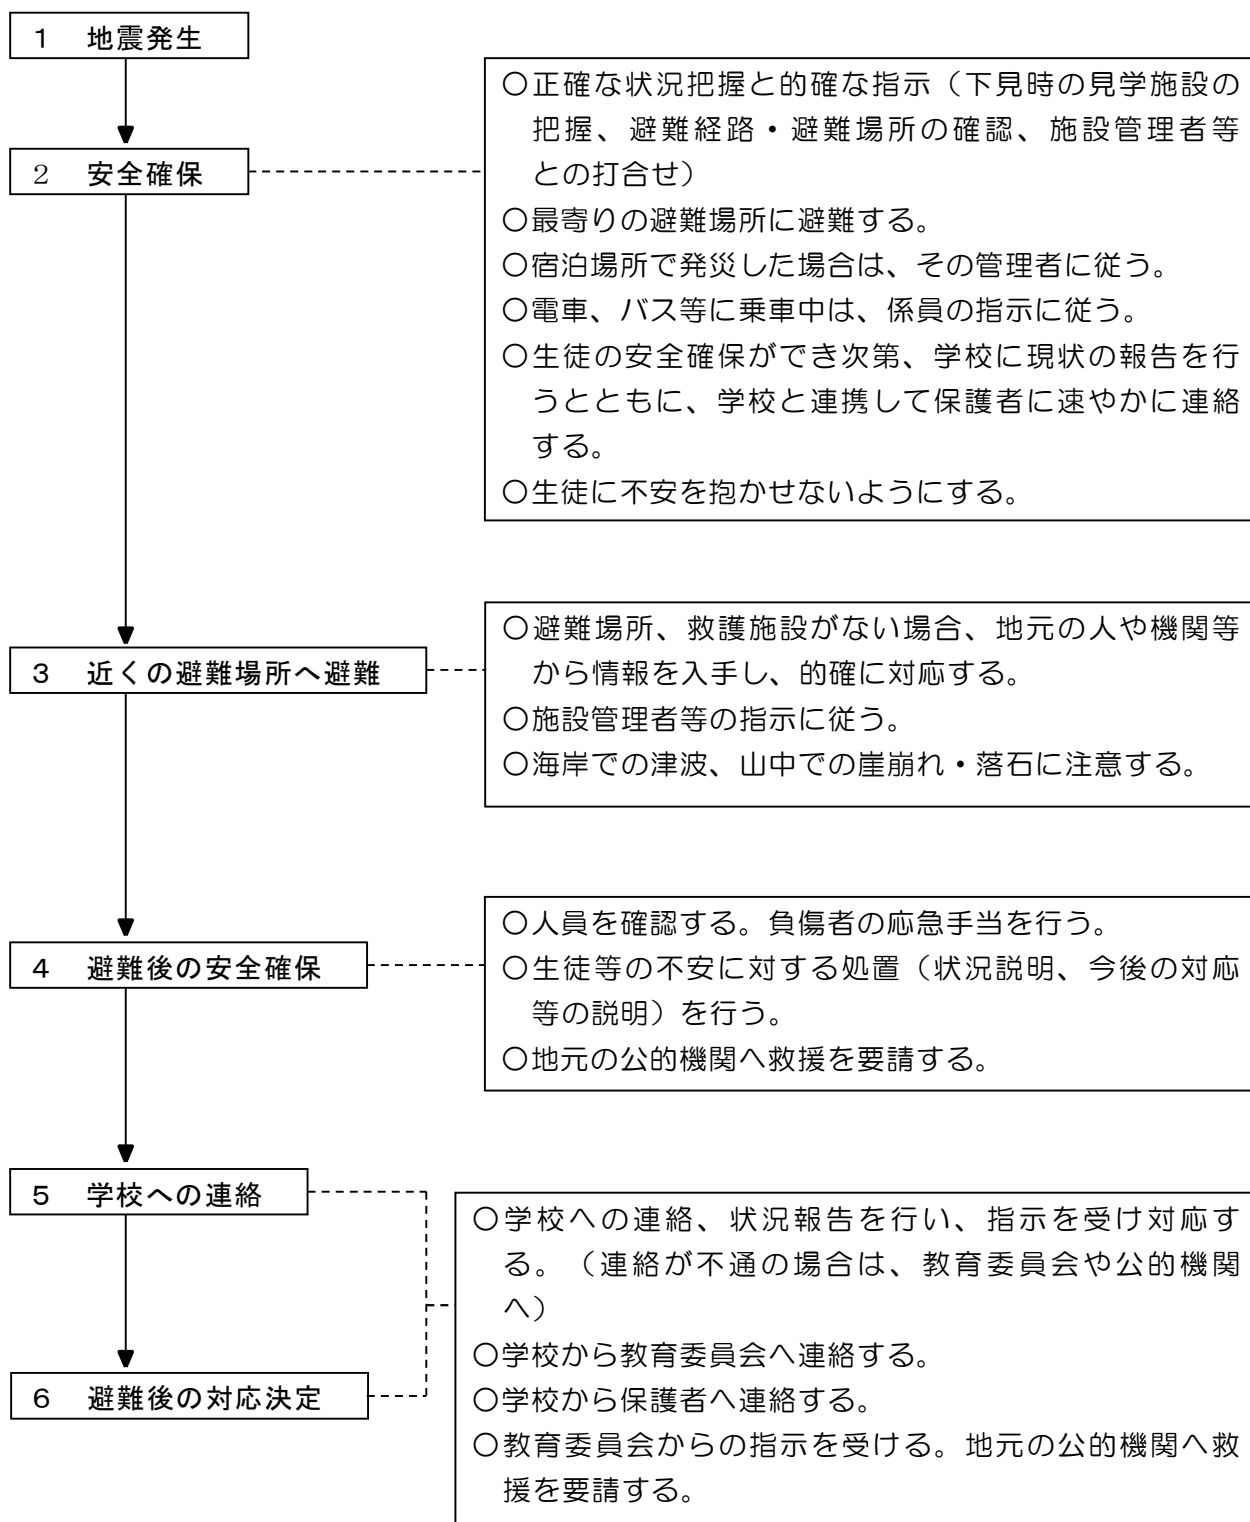 1 地震発生
2 安全確保
○正確な状況把握と的確な指示（下見時の見学施設の
把握、避難経路・避難場所の確認、施設管理者等
との打合せ）
○最寄りの避難場所に避難する。
○宿泊場所で発災した場合は、その管理者に従う。
○電車、バス等に乗車中は、係員の指示に従う。
○生徒の安全確保ができ次第、学校に現状の報告を行
うとともに、学校と連携して保護者に速やかに連絡
する。
○生徒に不安を抱かせないようにする。
3 近くの避難場所へ避難
○避難場所、救護施設がない場合、地元の人や機関等
から情報を入手し、的確に対応する。
○施設管理者等の指示に従う。
○海岸での津波、山中での崖崩れ・落石に注意する。
4 避難後の安全確保
○人員を確認する。負傷者の応急手当を行う。
○生徒等の不安に対する処置（状況説明、今後の対応
等の説明）を行う。
○地元の公的機関へ救援を要請する。
5 学校への連絡
6 避難後の対応決定
○学校への連絡、状況報告を行い、指示を受け対応す
る。（連絡が不通の場合は、教育委員会や公的機関
へ）
○学校から教育委員会へ連絡する。
○学校から保護者へ連絡する。
○教育委員会からの指示を受ける。地元の公的機関へ救
援を要請する。